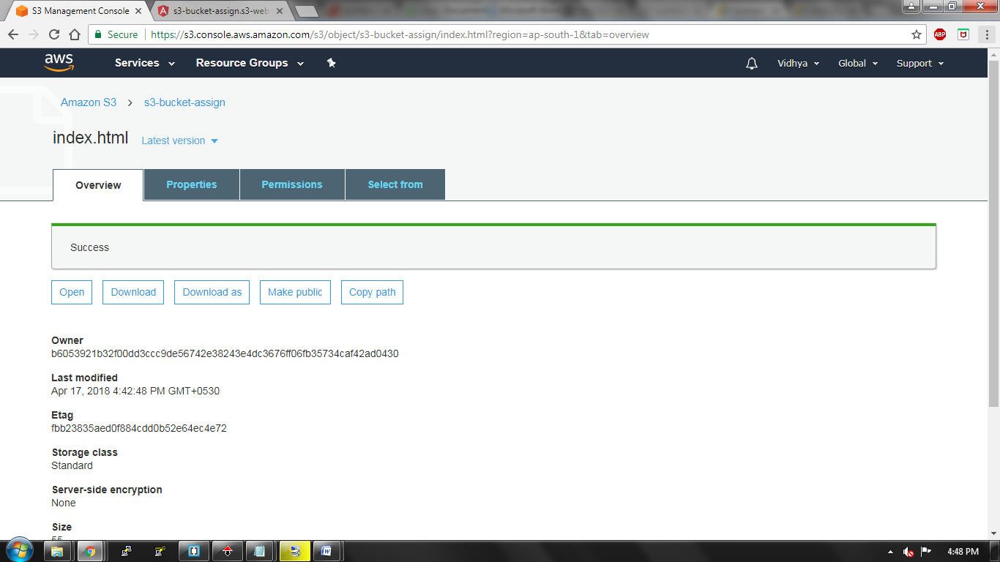 S3 Management Console
s3-bucket-assign.s3-web
Secure
https://s3.console.aws.amazon.com/s3/object/s3-bucket-assign/index.html?region=ap-south-1&tab=overview
ABP
aws
Services
Resource Groups
Vidhya
Global
Support
Amazon S3 > s3-bucket-assign
index.html Latest version
Overview
Properties
Permissions
Select from
Success
Open
Download
Download as
Make public
Copy path
Owner
b6053921b32f00dd3ccc9de56742e38243e4dc3676ff06fb35734caf42ad0430
Last modified
Apr 17, 2018 4:42:48 PM GMT+0530
Etag
fbb23835aed0f884cdd0b52e64ec4e72
Storage class
Standard
Server-side encryption
None
Size
4:48 PM